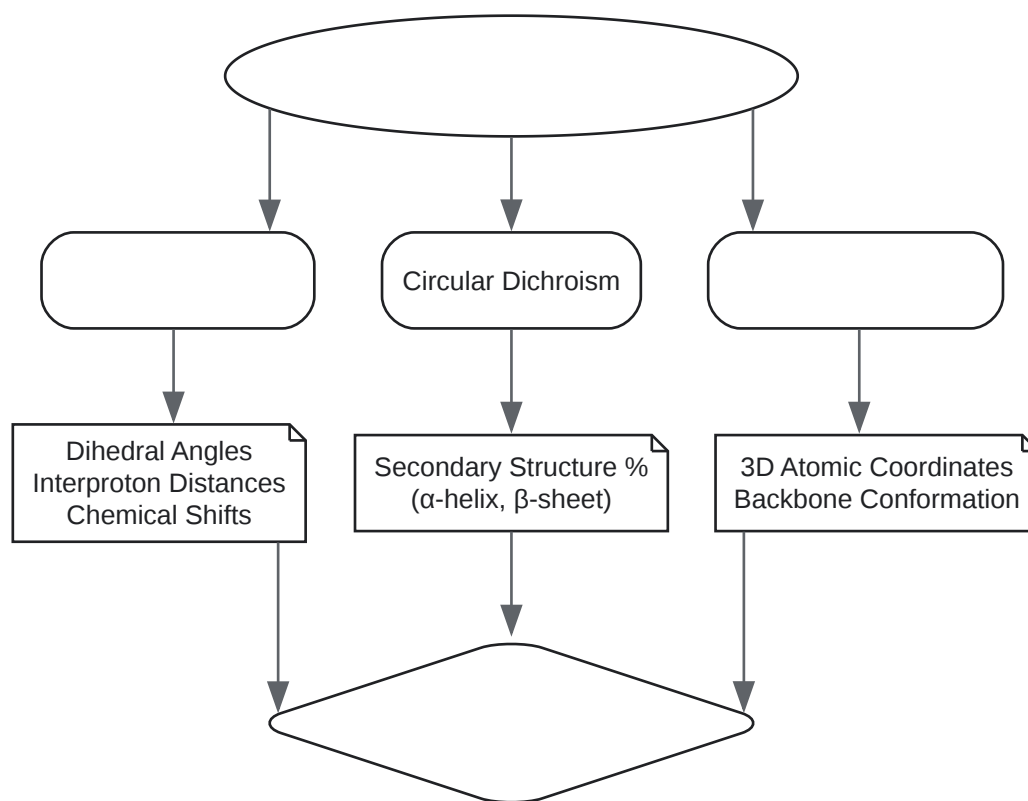 Circular Dichroism
Dihedral Angles
Interproton Distances
Chemical Shifts
Secondary Structure %
(α-helix, β-sheet)
3D Atomic Coordinates
Backbone Conformation